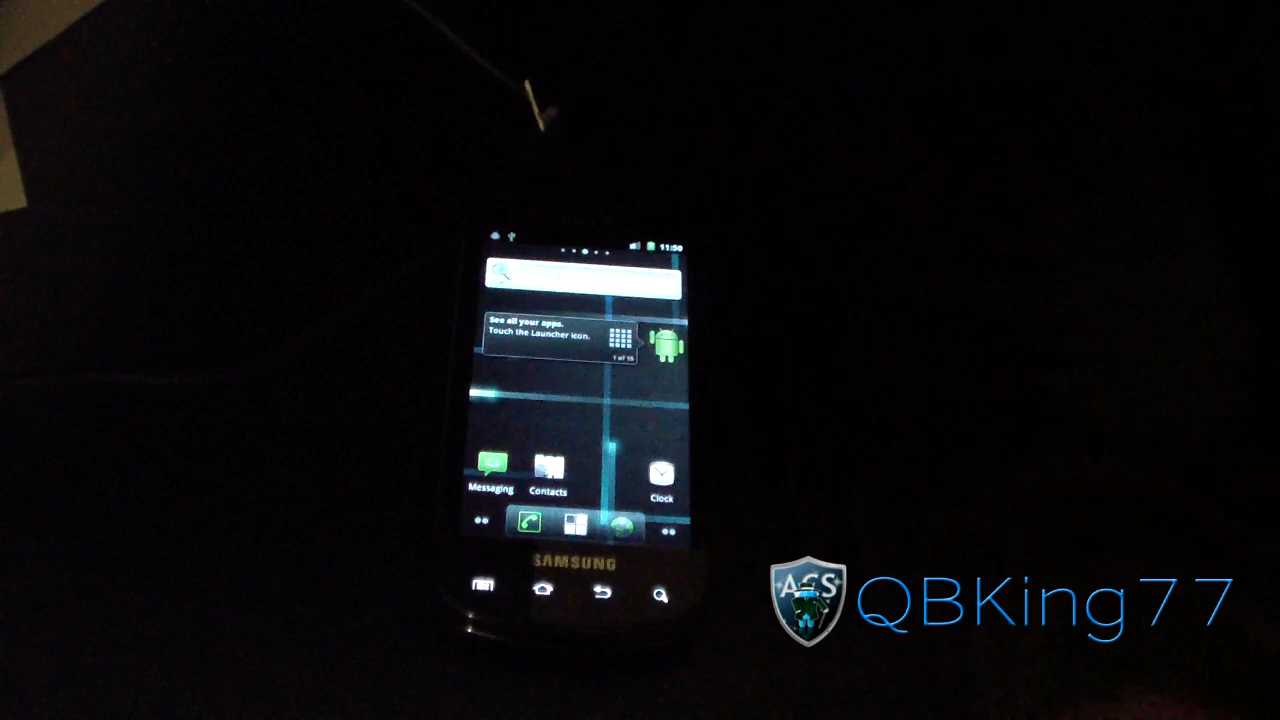 11:50
See all your apps.
Touch the Launcher icon.
1 of 15
Messaging
Contacts
Clock
SAMSUNG
ACS
QBKing77